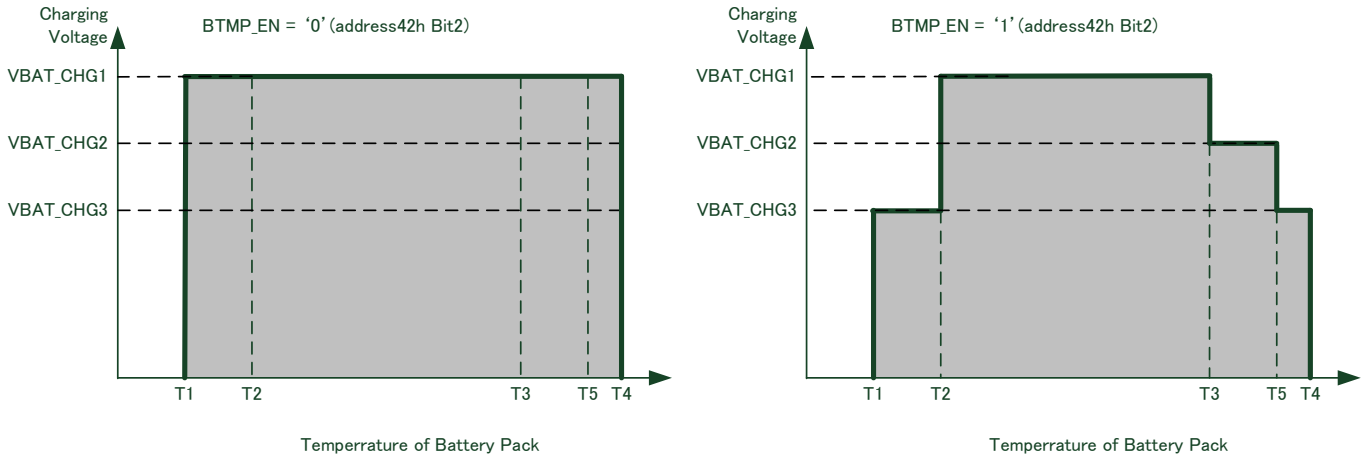 Charging
Voltage
BTMP_EN = ‘0’(address42h Bit2)
VBAT_CHG1
VBAT_CHG2
VBAT_CHG3
T1
T2
T3
T5
T4
Temperrature of Battery Pack
Charging
Voltage
BTMP_EN = ‘1’(address42h Bit2)
VBAT_CHG1
VBAT_CHG2
VBAT_CHG3
T1
T2
T3
T5
T4
Temperrature of Battery Pack